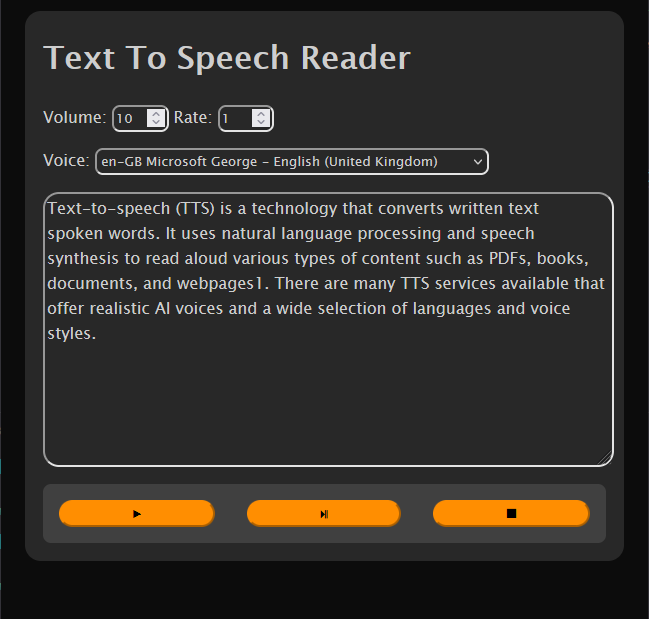 Text To Speech Reader
Volume: 10 Rate: 1
Voice: en-GB Microsoft George - English (United Kingdom)
Text-to-speech (TTS) is a technology that converts written text
spoken words. It uses natural language processing and speech
synthesis to read aloud various types of content such as PDFs, books,
documents, and webpages1. There are many TTS services available that
offer realistic AI voices and a wide selection of languages and voice
styles.